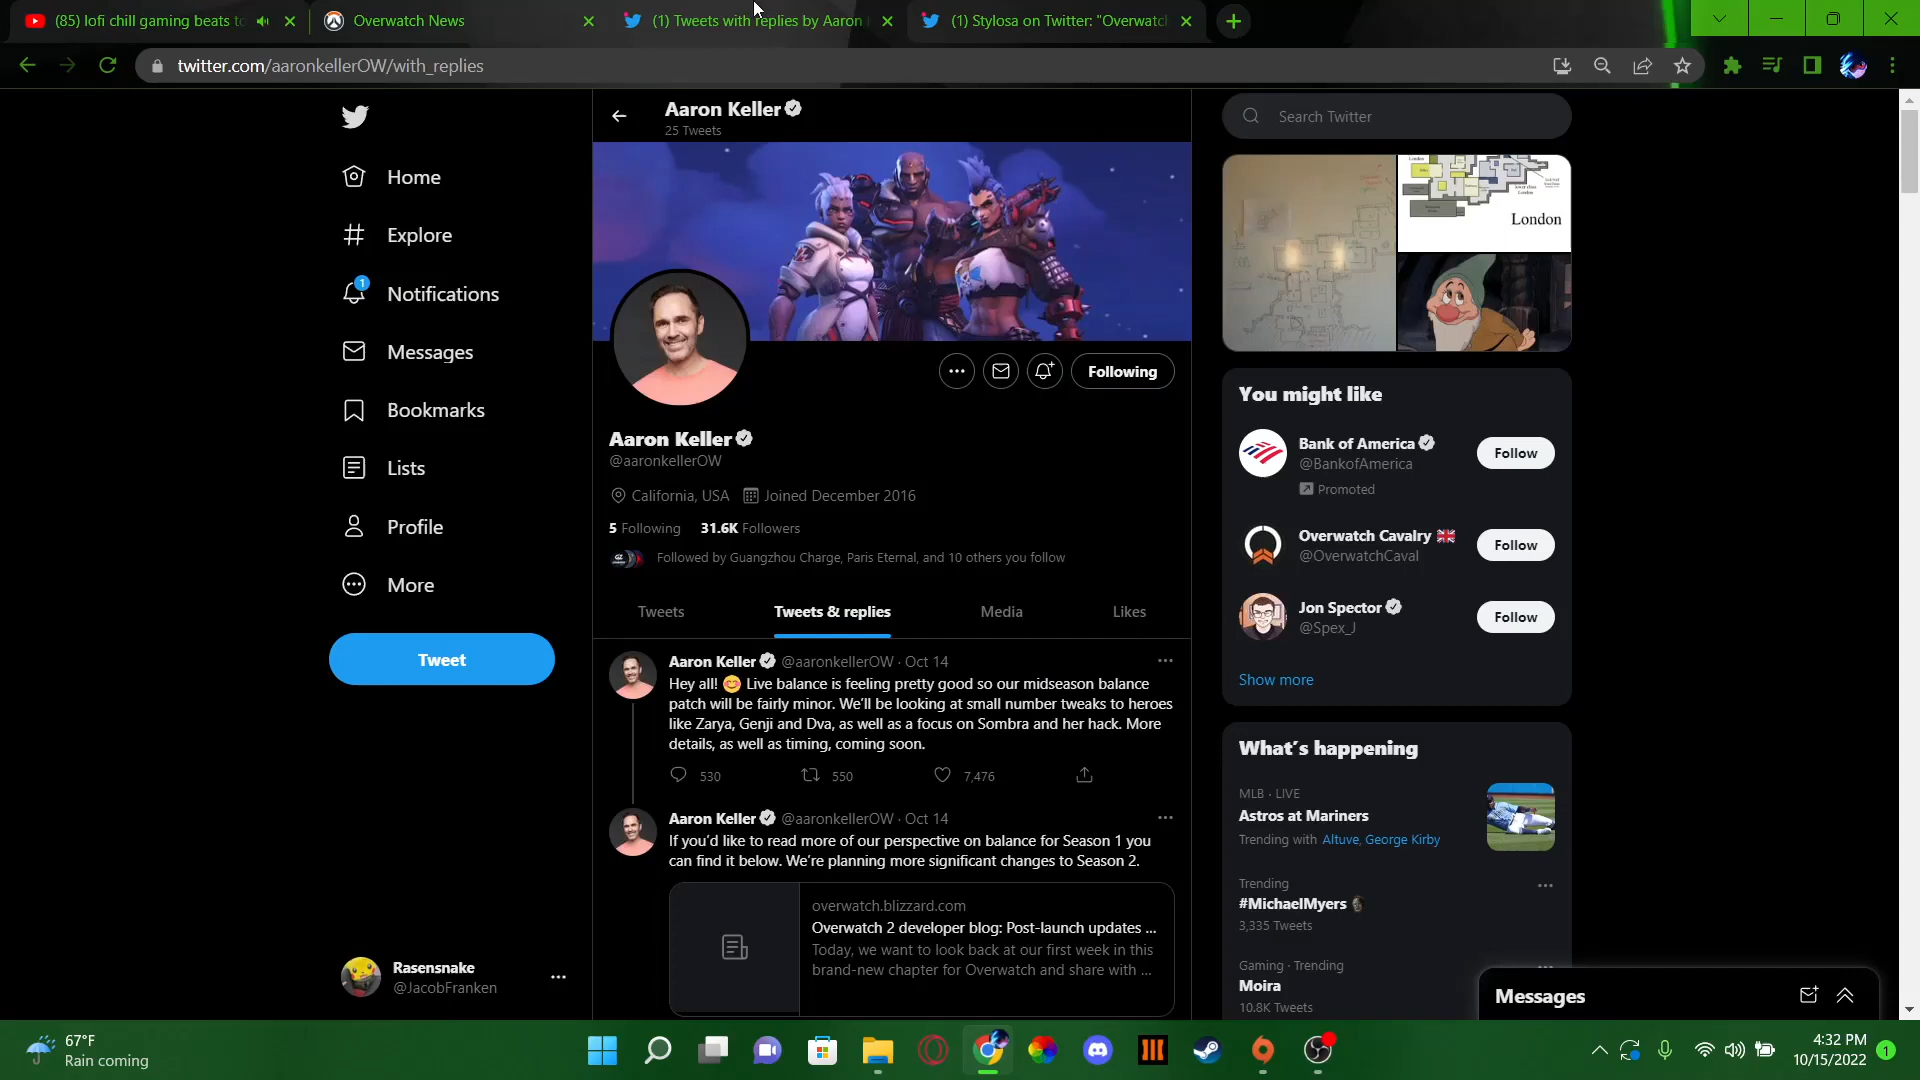 (85) lofi chill gaming beats to
Overwatch News
(1) Tweets with replies by Aaron
(1) Stylosa on Twitter: "Overwatch
twitter.com/aaronkellerOW/with_replies
Aaron Keller
25 Tweets
Search Twitter
Home
Explore
1
Notifications
Messages
Bookmarks
Lists
Profile
More
Tweet
Rasensnake
@JacobFranken
Following
Aaron Keller
@aaronkellerOW
California, USA Joined December 2016
5 Following 31.6K Followers
Followed by Guangzhou Charge, Paris Eternal, and 10 others you follow
Tweets Tweets & replies Media Likes
Aaron Keller @aaronkellerOW · Oct 14
Hey all! 😊 Live balance is feeling pretty good so our midseason balance
patch will be fairly minor. We'll be looking at small number tweaks to heroes
like Zarya, Genji and Dva, as well as a focus on Sombra and her hack. More
details, as well as timing, coming soon.
530 550 7,476
Aaron Keller @aaronkellerOW · Oct 14
If you'd like to read more of our perspective on balance for Season 1 you
can find it below. We're planning more significant changes to Season 2.
overwatch.blizzard.com
Overwatch 2 developer blog: Post-launch updates ...
Today, we want to look back at our first week in this
brand-new chapter for Overwatch and share with ...
London
London
You might like
Bank of America
@BankofAmerica
Promoted
Follow
Overwatch Cavalry 🇬🇧
@OverwatchCaval
Follow
Jon Spector
@Spex_J
Follow
Show more
What's happening
MLB · LIVE
Astros at Mariners
Trending with Altuve, George Kirby
Trending
#MichaelMyers
3,335 Tweets
Gaming · Trending
Moira
10.8K Tweets
Messages
67°F
Rain coming
4:32 PM
10/15/2022
1